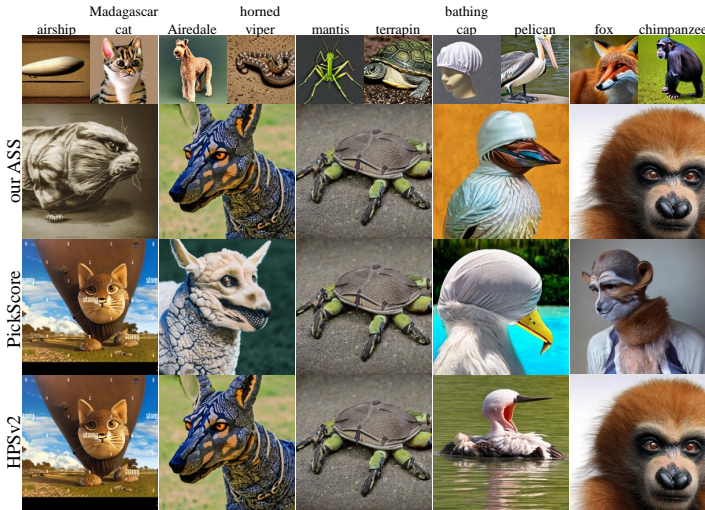 Madagascar horned bathing
airship cat Airedale viper mantis terrapin cap pelican fox chimpanzee
our ASS
PickScore
HPSv2